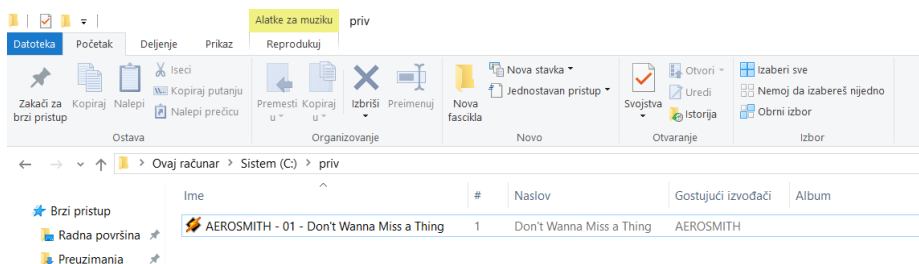 Alatke za muziku priv
Datoteka Početak Deljenje Prikaz Reprodukuj
Zakači za brzi pristup
Kopiraj
Nalepi
Iseci
Kopiraj putanju
Nalepi prečicu
Ostava
Premesti u
Kopiraj u
Izbriši
Preimenuj
Organizovanje
Nova fascikla
Nova stavka
Jednostavan pristup
Novo
Svojstva
Otvori
Uredi
Istorija
Otvaranje
Izaberi sve
Nemoj da izabereš nijedno
Obrni izbor
Izbor
Ovaj računar > Sistem (C:) > priv
Ime # Naslov Gostujući izvođači Album
Brzi pristup
Radna površina
Preuzimanja
AEROSMITH - 01 - Don't Wanna Miss a Thing 1 Don't Wanna Miss a Thing AEROSMITH